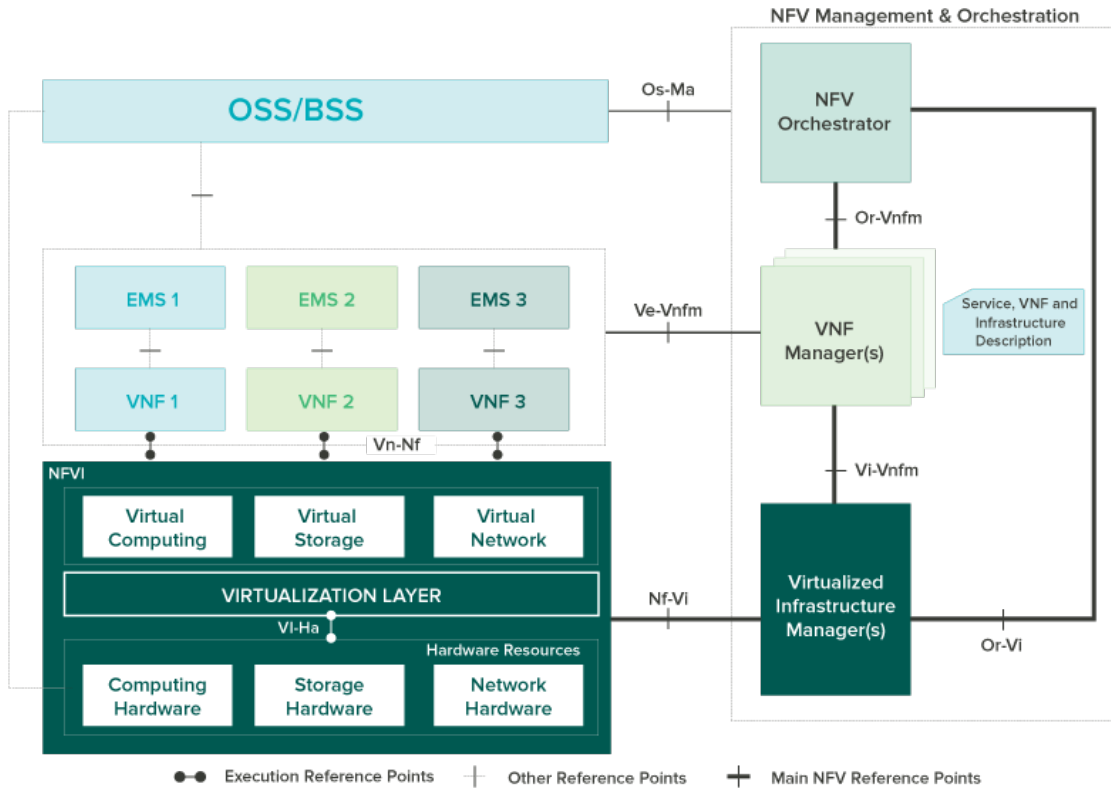 NFV Management & Orchestration
OSS/BSS
Os-Ma
NFV
Orchestrator
Or-Vnfm
EMS 1
EMS 2
EMS 3
Ve-Vnfm
VNF
Manager(s)
Service, VNF and
Infrastructure
Description
VNF 1
VNF 2
VNF 3
Vn-Nf
Vi-Vnfm
NFVI
Virtual
Computing
Virtual
Storage
Virtual
Network
VIRTUALIZATION LAYER
Nf-Vi
Virtualized
Infrastructure
Manager(s)
Or-Vi
VI-Ha
Hardware Resources
Computing
Hardware
Storage
Hardware
Network
Hardware
Execution Reference Points
Other Reference Points
Main NFV Reference Points